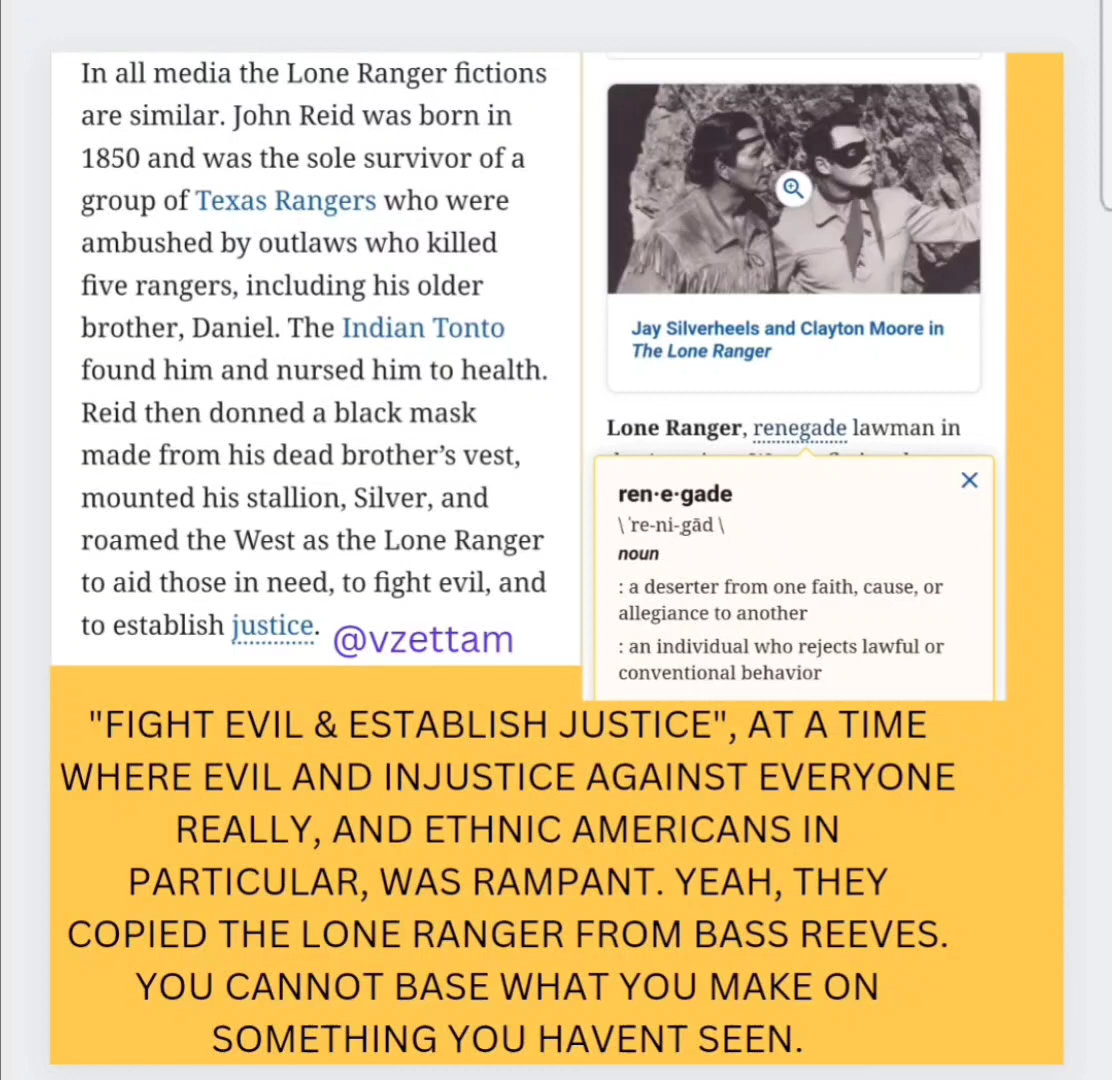 In all media the Lone Ranger fictions
are similar. John Reid was born in
1850 and was the sole survivor of a
group of Texas Rangers who were
ambushed by outlaws who killed
five rangers, including his older
brother, Daniel. The Indian Tonto
found him and nursed him to health.
Reid then donned a black mask
made from his dead brother's vest,
mounted his stallion, Silver, and
roamed the West as the Lone Ranger
to aid those in need, to fight evil, and
to establish justice.
@vzettam
Jay Silverheels and Clayton Moore in
The Lone Ranger
Lone Ranger, renegade lawman in
ren·e·gade
\ ˈre-ni-gād \
noun
: a deserter from one faith, cause, or
allegiance to another
: an individual who rejects lawful or
conventional behavior
"FIGHT EVIL & ESTABLISH JUSTICE", AT A TIME
WHERE EVIL AND INJUSTICE AGAINST EVERYONE
REALLY, AND ETHNIC AMERICANS IN
PARTICULAR, WAS RAMPANT. YEAH, THEY
COPIED THE LONE RANGER FROM BASS REEVES.
YOU CANNOT BASE WHAT YOU MAKE ON
SOMETHING YOU HAVENT SEEN.